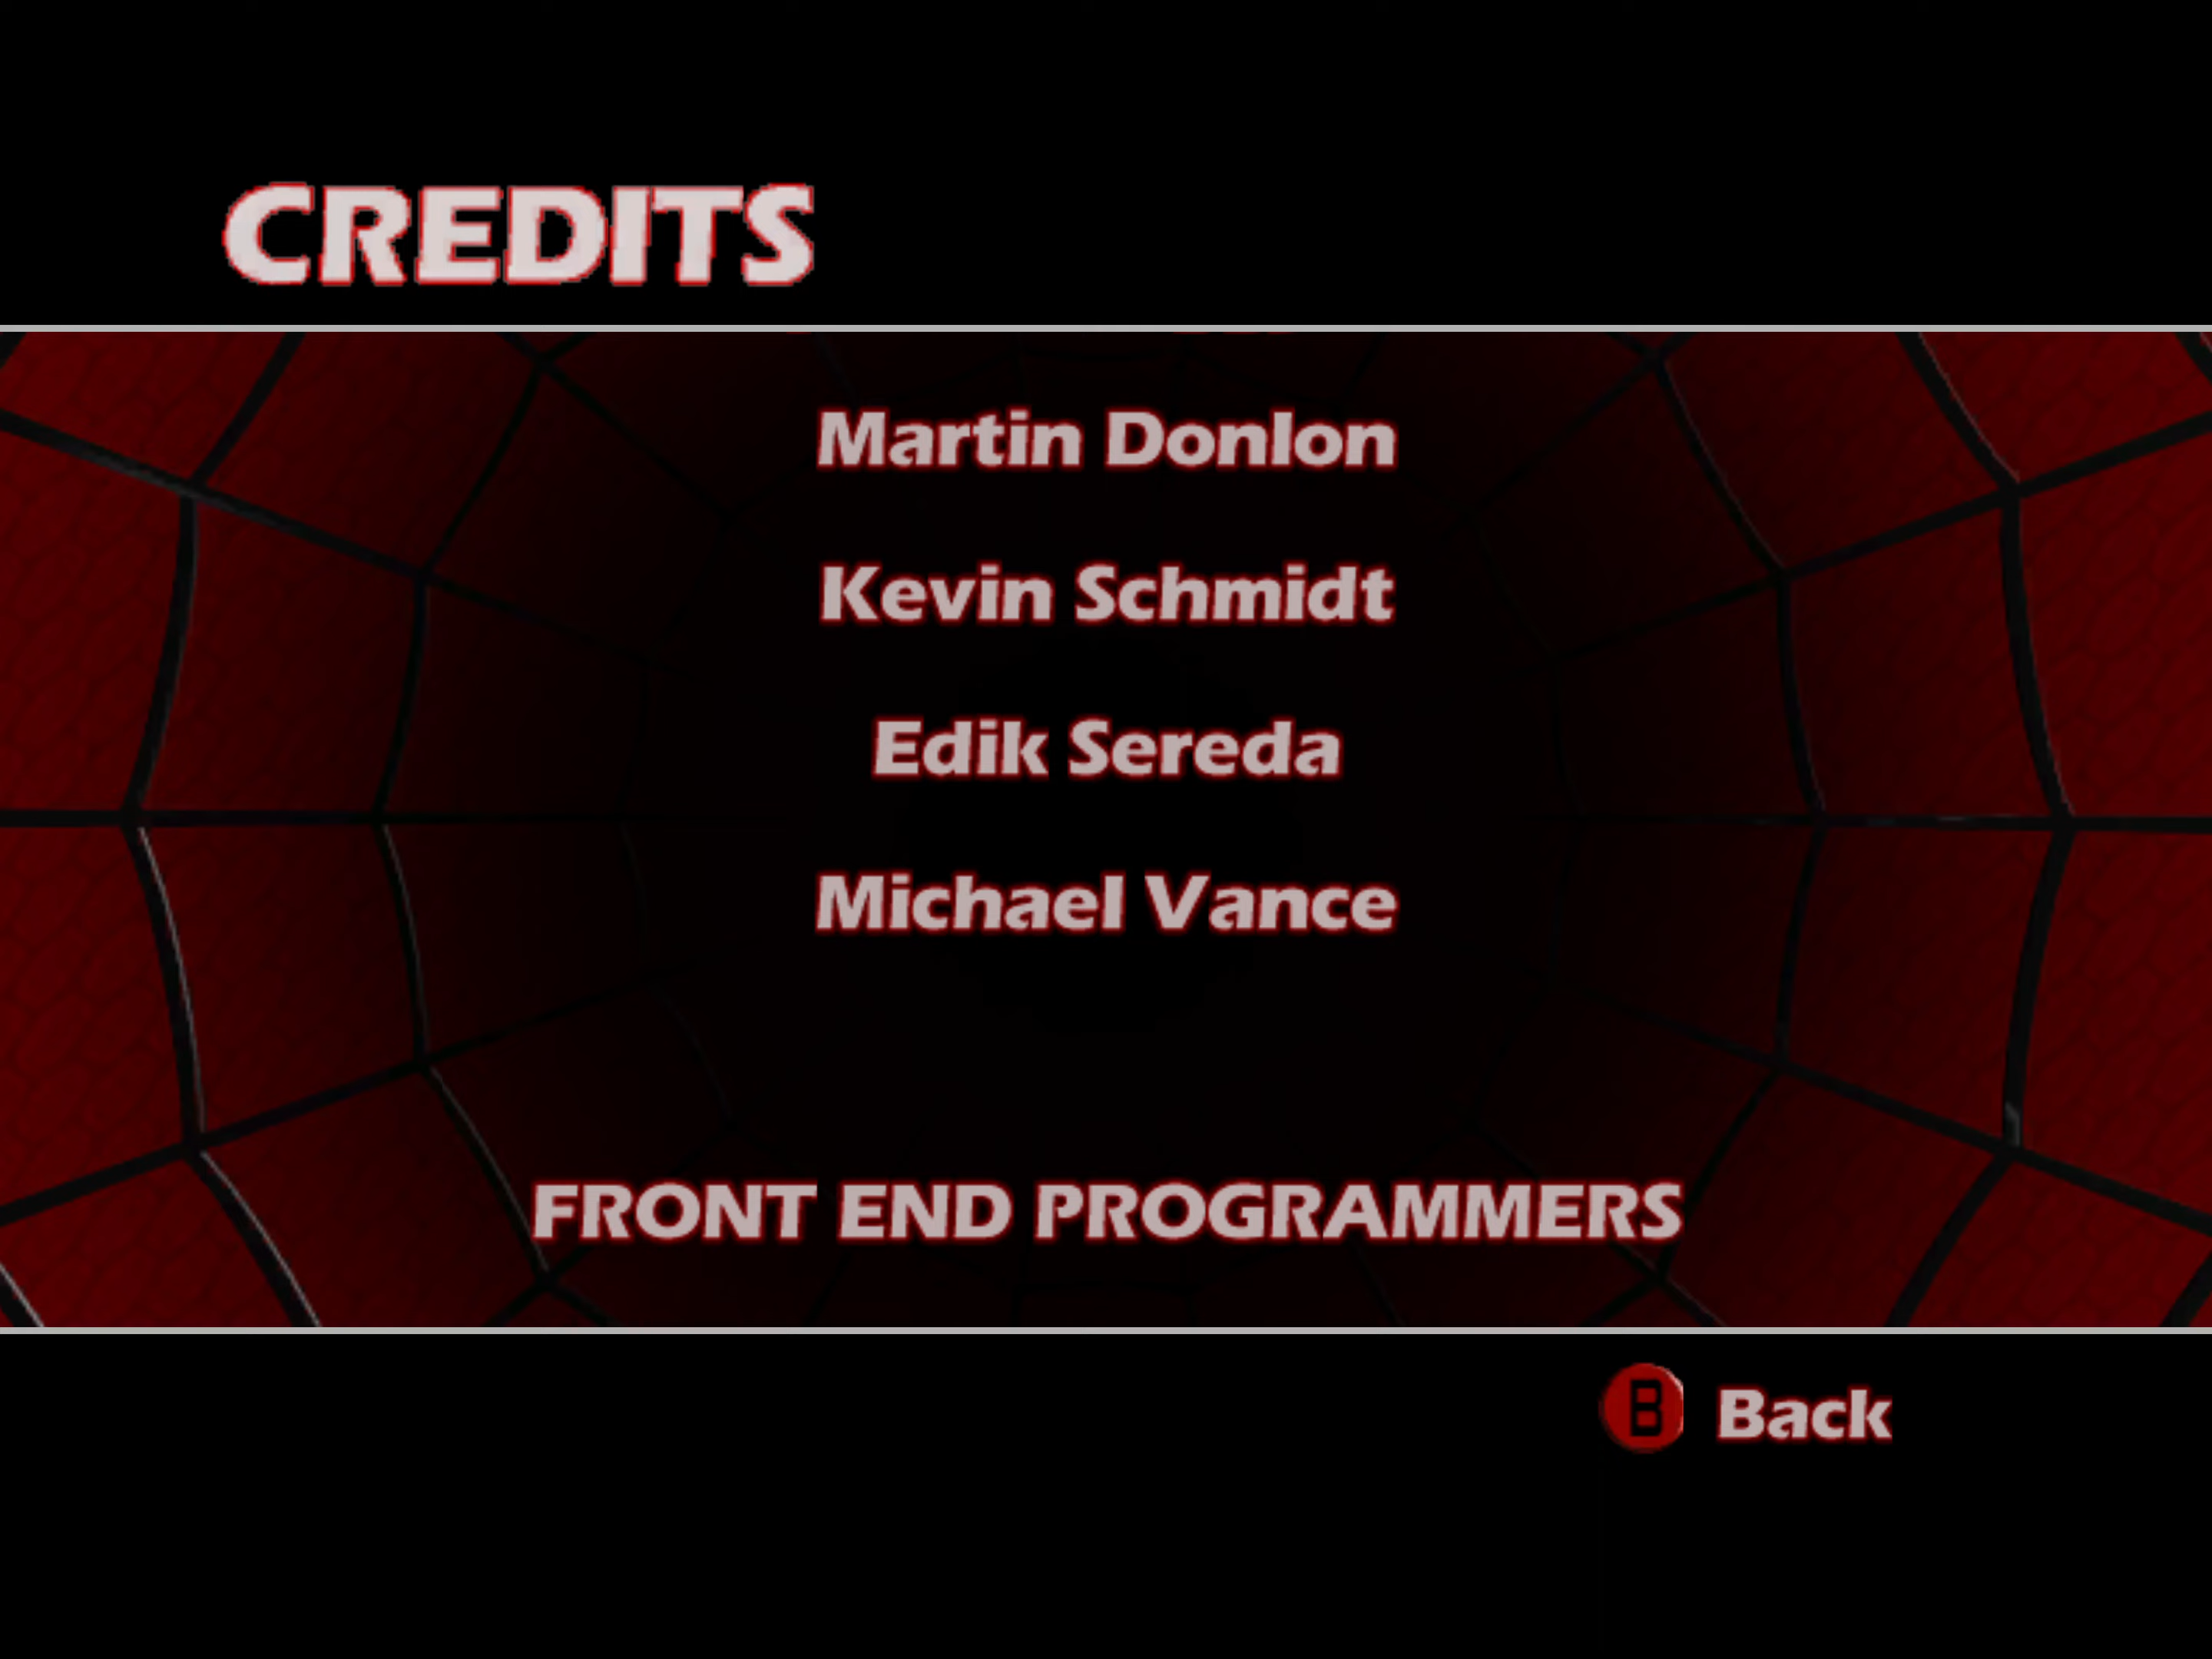 CREDITS
Martin Donlon
Kevin Schmidt
Edik Sereda
Michael Vance
FRONT END PROGRAMMERS
B Back